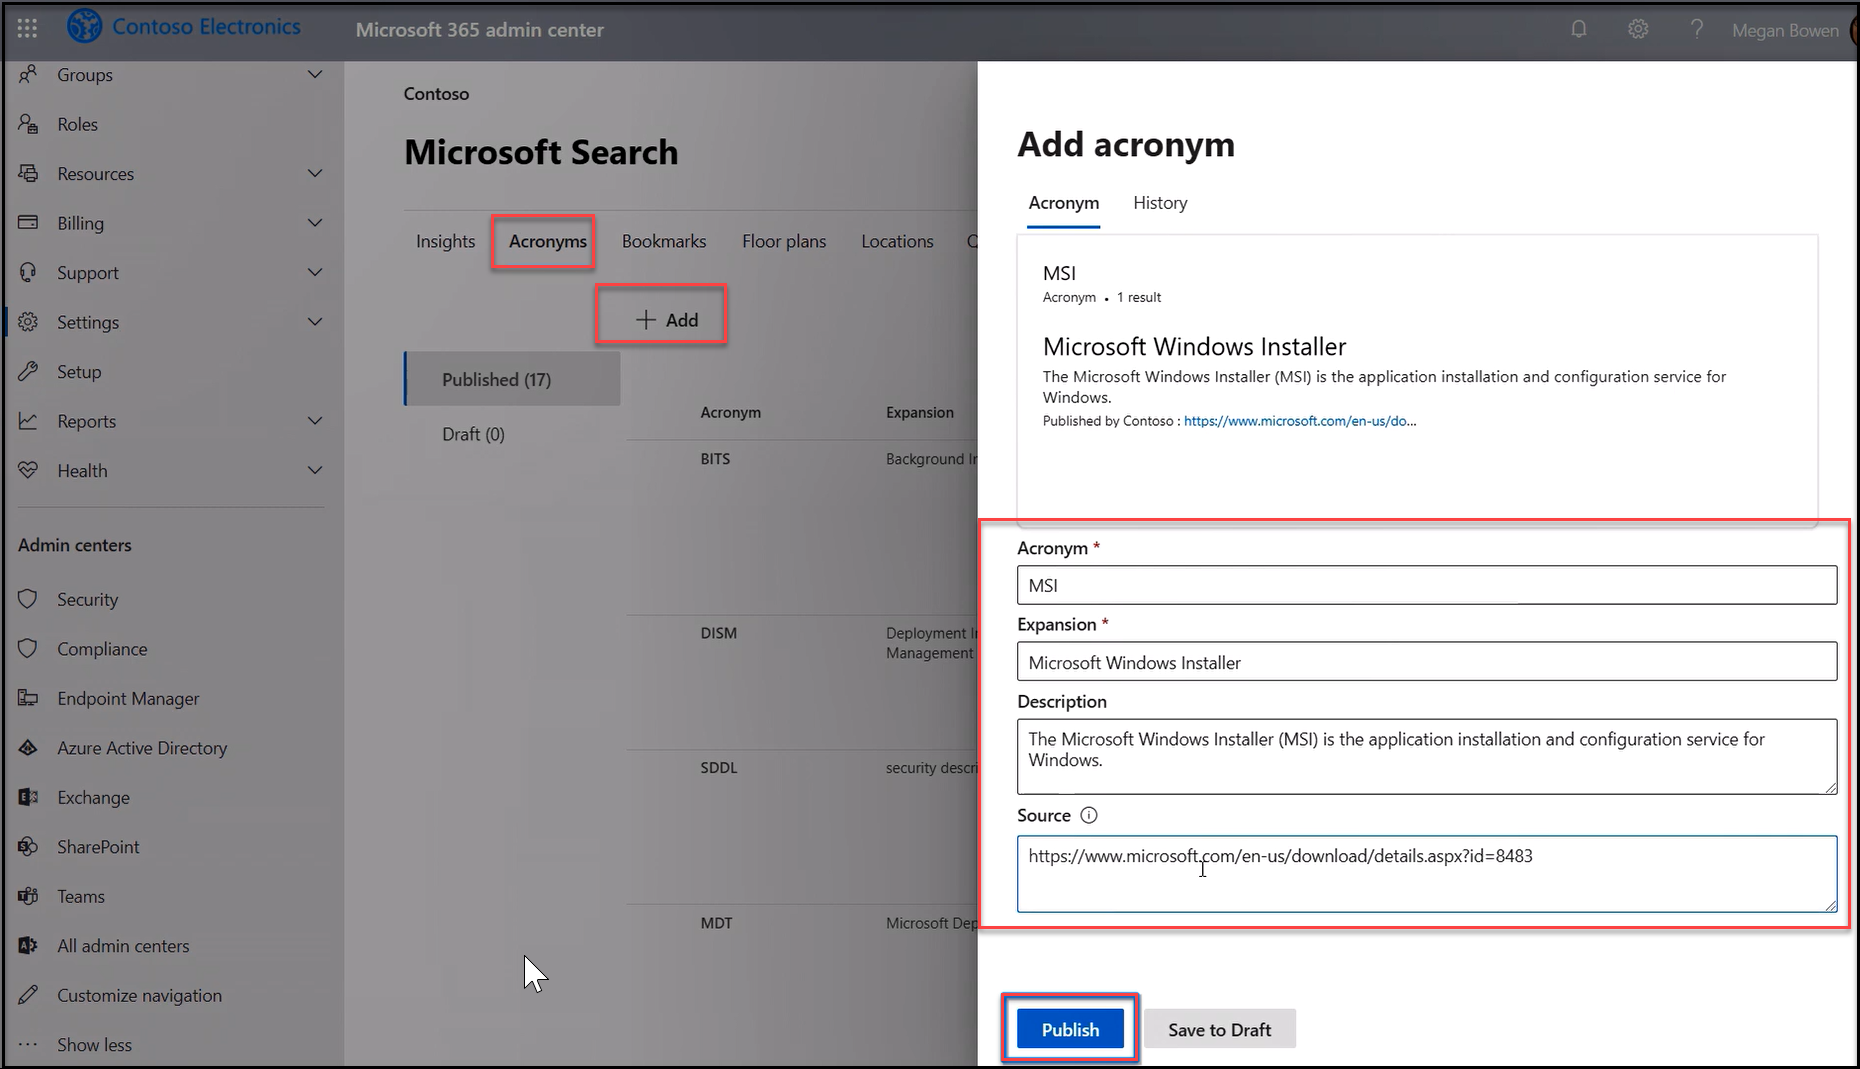 Contoso Electronics
Microsoft 365 admin center
?
Megan Bowen
Groups
Roles
Resources
Billing
Support
Settings
Setup
Reports
Health
Admin centers
Security
Compliance
Endpoint Manager
Azure Active Directory
Exchange
SharePoint
Teams
All admin centers
Customize navigation
... Show less
Contoso
Microsoft Search
Insights Acronyms Bookmarks Floor plans Locations
+ Add
Published (17)
Draft (0)
Acronym Expansion
BITS Background
DISM Deployment
Management
SDDL security
MDT Microsoft
Add acronym
Acronym History
MSI
Acronym • 1 result
Microsoft Windows Installer
The Microsoft Windows Installer (MSI) is the application installation and configuration service for
Windows.
Published by Contoso : https://www.microsoft.com/en-us/do...
Acronym *
MSI
Expansion *
Microsoft Windows Installer
Description
The Microsoft Windows Installer (MSI) is the application installation and configuration service for
Windows.
Source
https://www.microsoft.com/en-us/download/details.aspx?id=8483
Publish Save to Draft